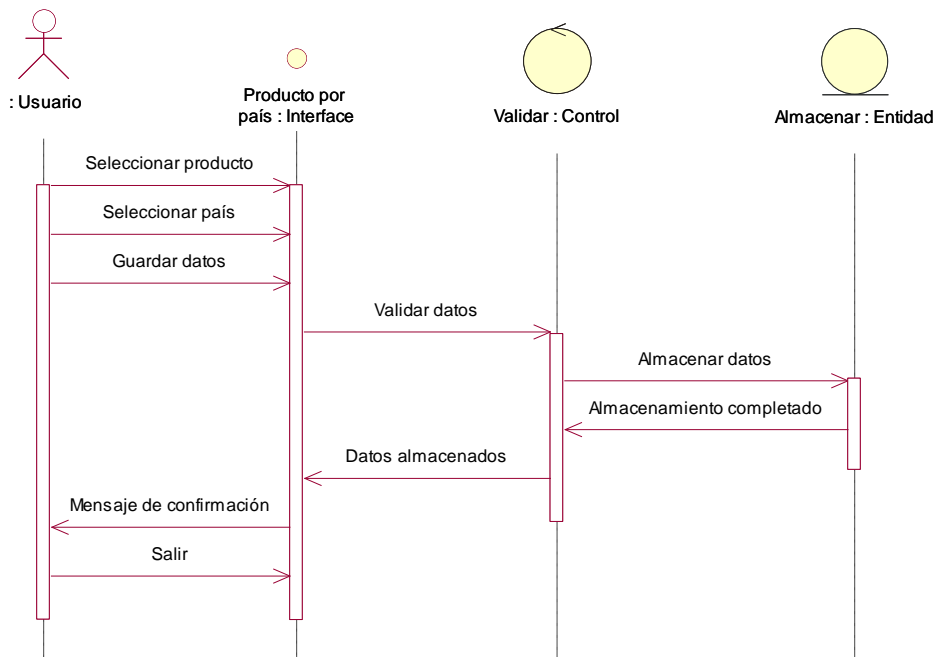 : Usuario
Producto por
país : Interface
Validar : Control
Almacenar : Entidad
Seleccionar producto
Seleccionar país
Guardar datos
Validar datos
Almacenar datos
Almacenamiento completado
Datos almacenados
Mensaje de confirmación
Salir